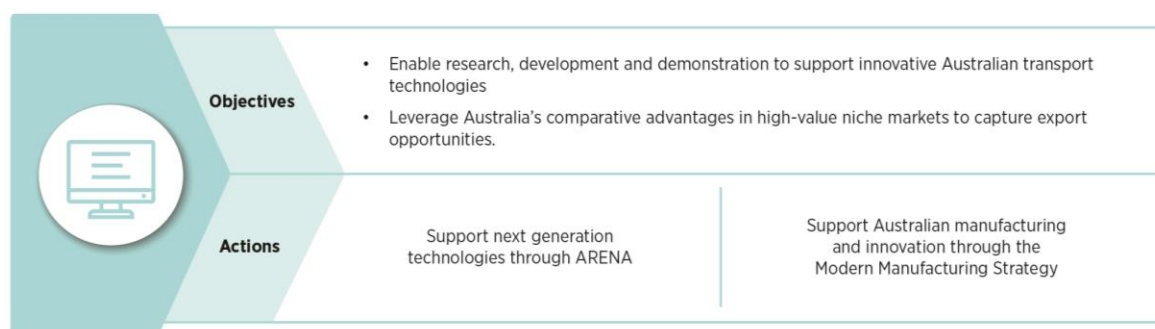 Objectives
• Enable research, development and demonstration to support innovative Australian transport
technologies
• Leverage Australia’s comparative advantages in high-value niche markets to capture export
opportunities.
Actions
Support next generation
technologies through ARENA
Support Australian manufacturing
and innovation through the
Modern Manufacturing Strategy